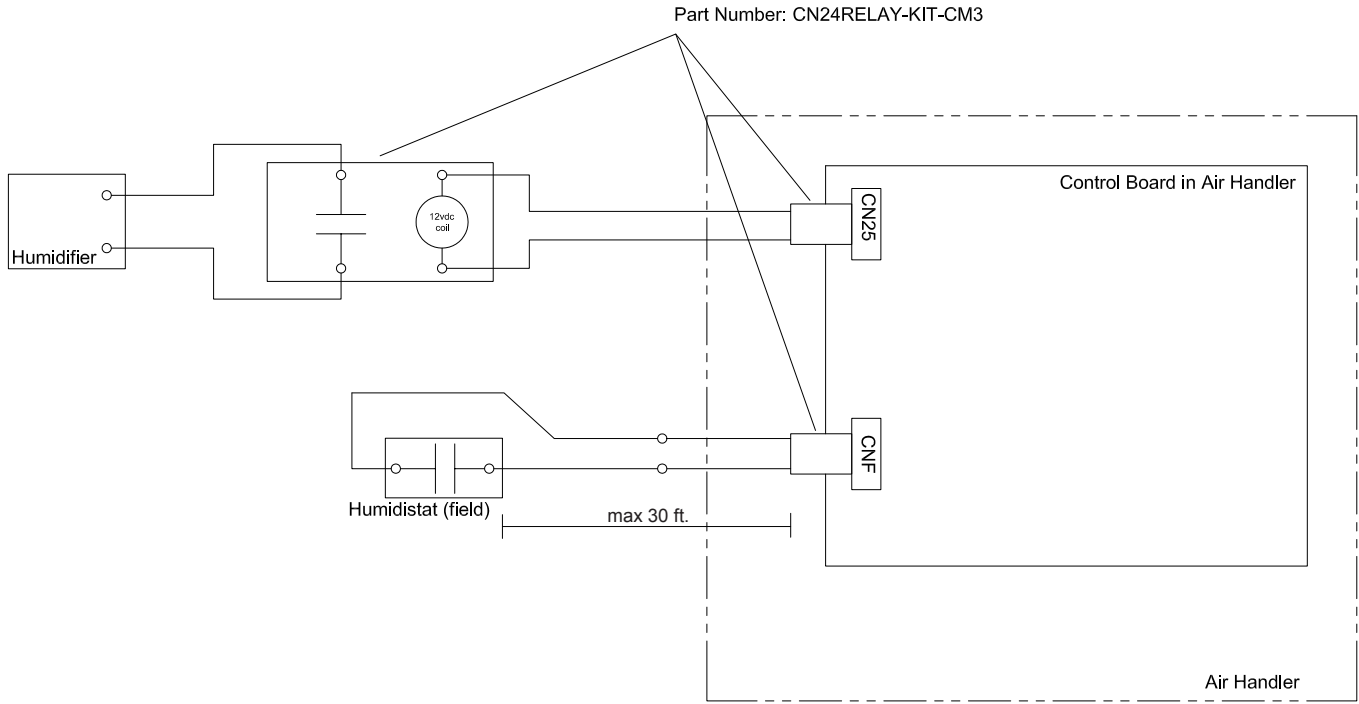 Part Number: CN24RELAY-KIT-CM3
Control Board in Air Handler
CN25
12vdc
coil
Humidifier
CNF
Humidistat (field)
max 30 ft.
Air Handler